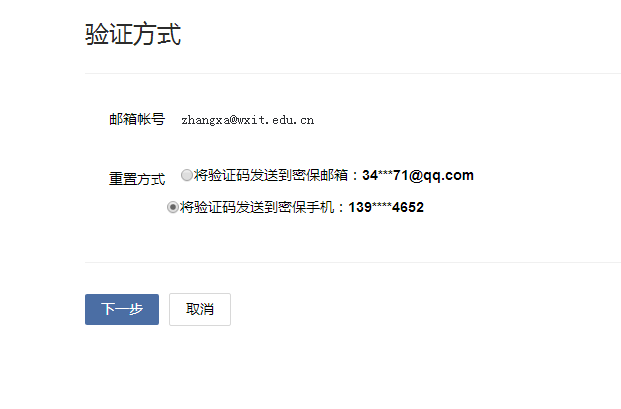 验证方式
邮箱帐号 zhangxa@wxit.edu.cn
重置方式 将验证码发送到密保邮箱：34***71@qq.com
将验证码发送到密保手机：139****4652
下一步 取消